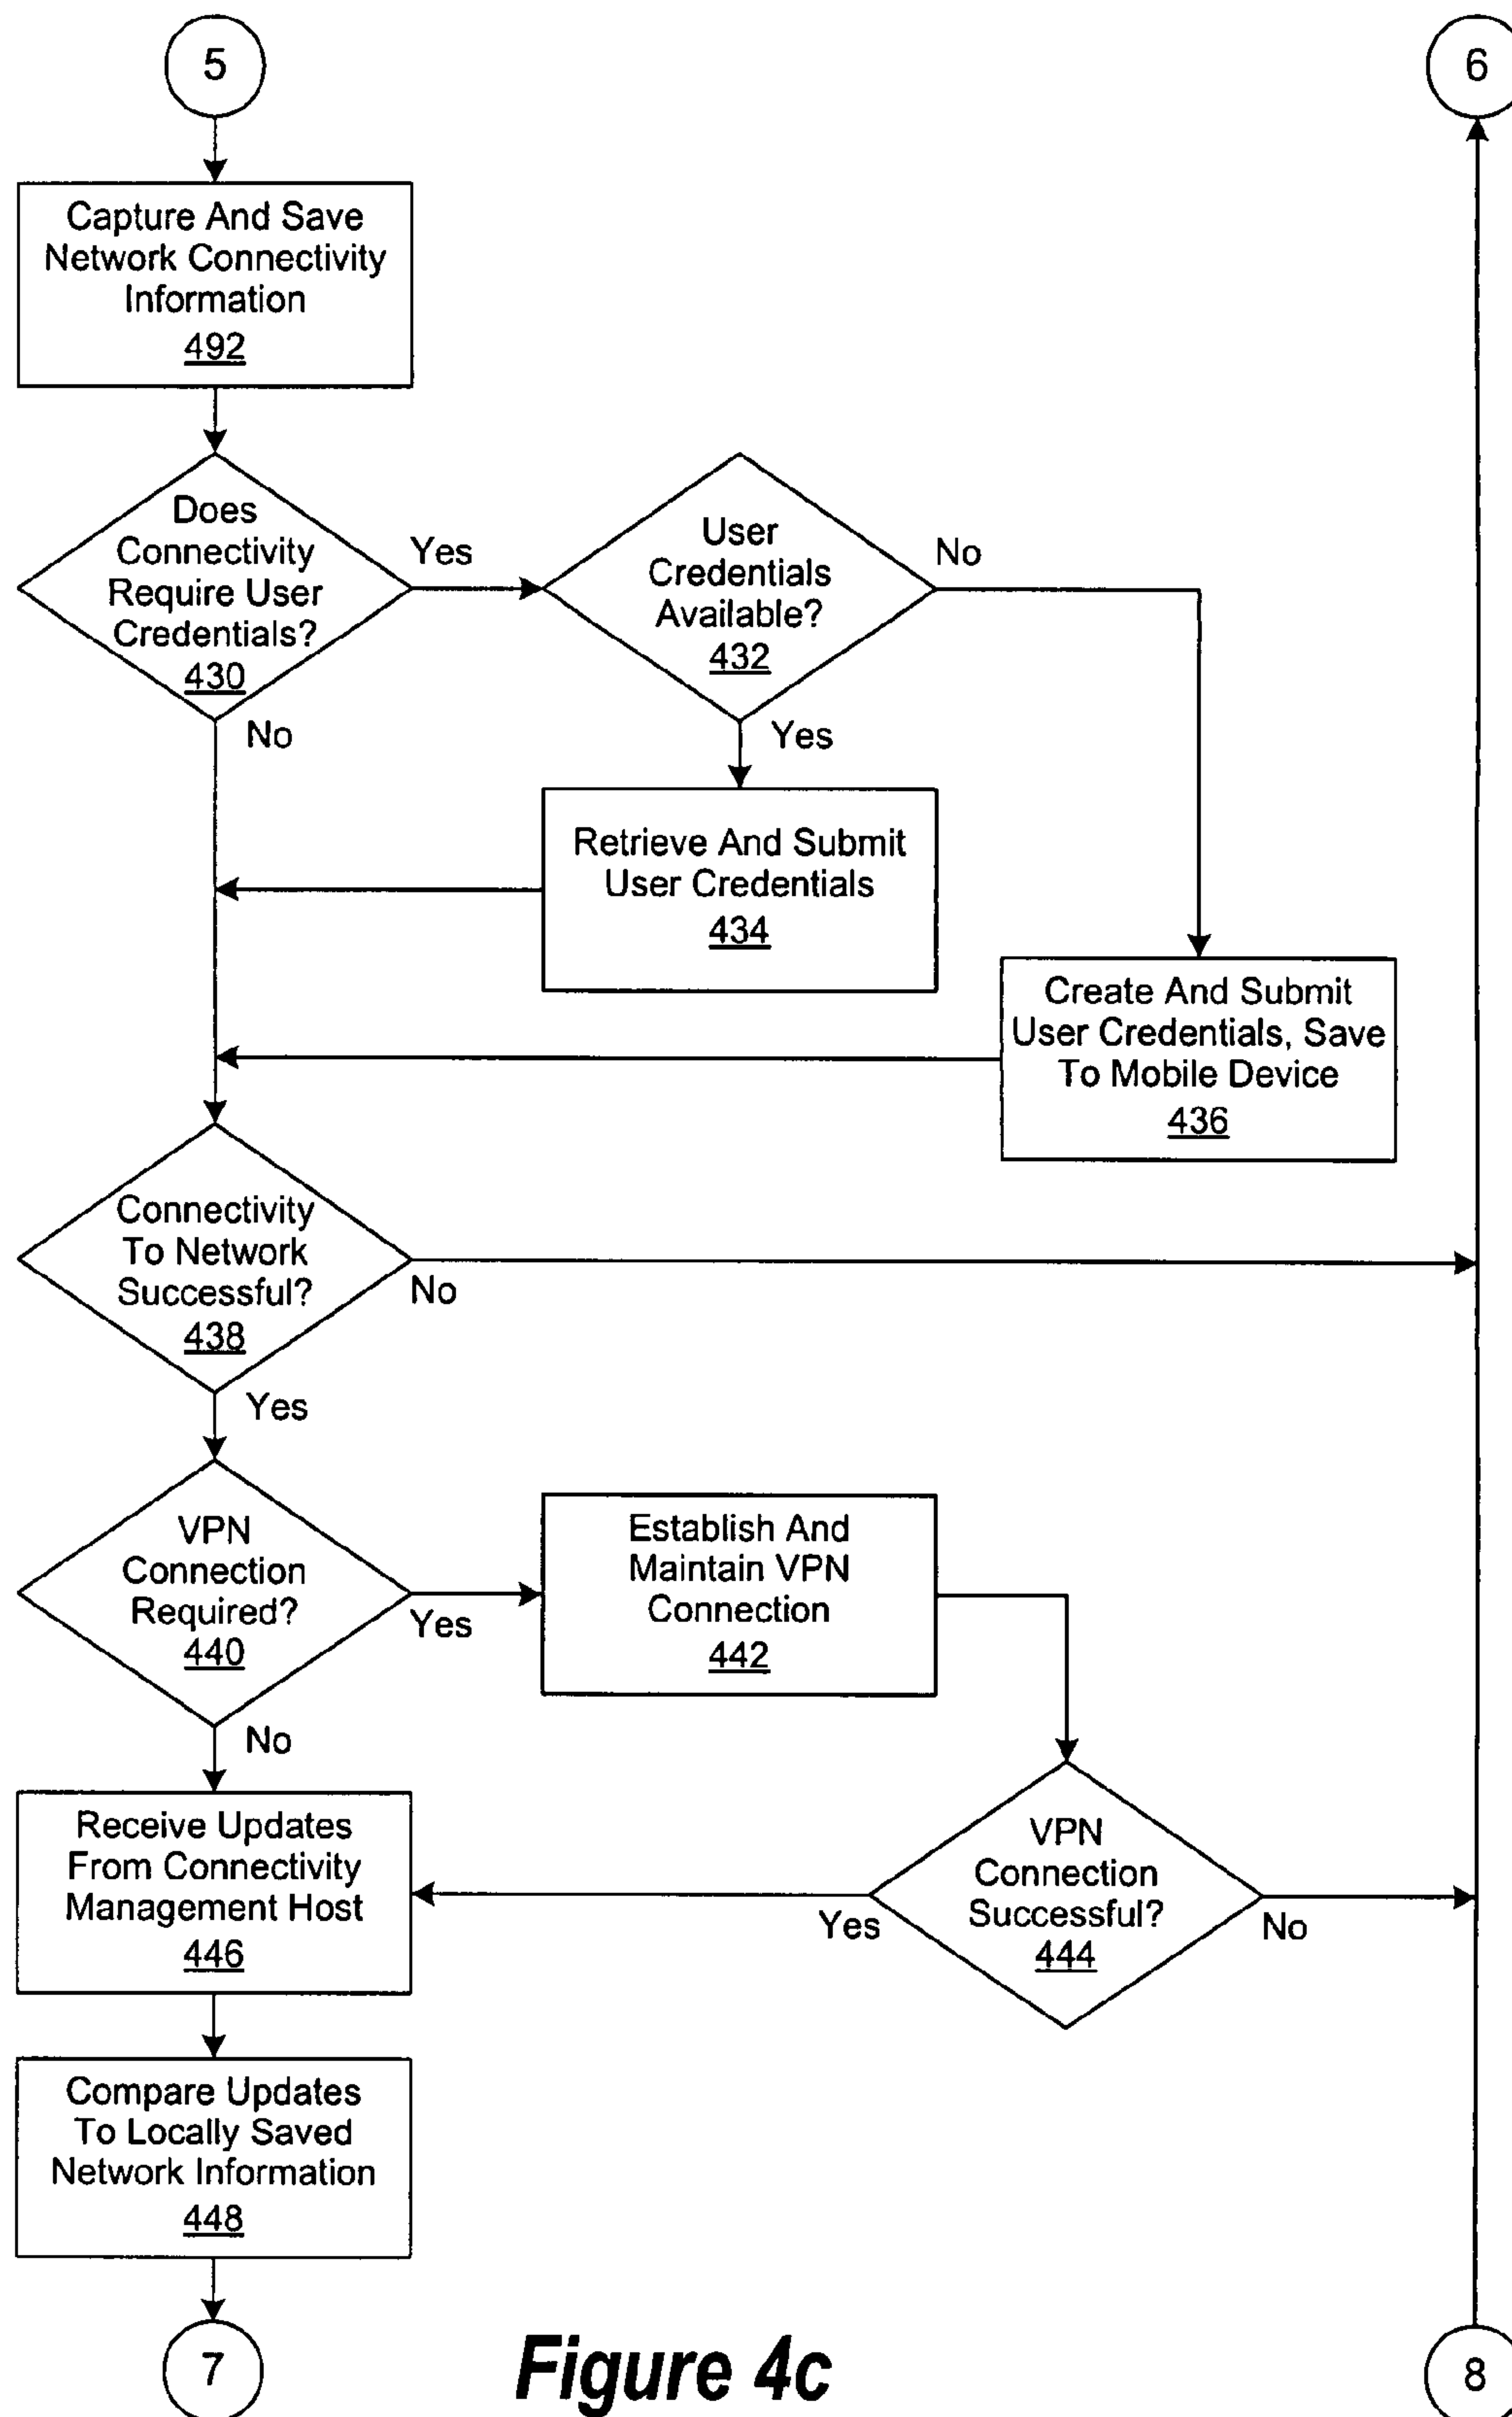 5
6
Capture And Save
Network Connectivity
Information
492
Does
Connectivity
Require User
Credentials?
430
Yes
No
User
Credentials
Available?
432
No
Yes
Retrieve And Submit
User Credentials
434
Create And Submit
User Credentials, Save
To Mobile Device
436
Connectivity
To Network
Successful?
438
No
Yes
VPN
Connection
Required?
440
Yes
No
Establish And
Maintain VPN
Connection
442
VPN
Connection
Successful?
444
Yes
No
Receive Updates
From Connectivity
Management Host
446
Compare Updates
To Locally Saved
Network Information
448
7
Figure 4c
8